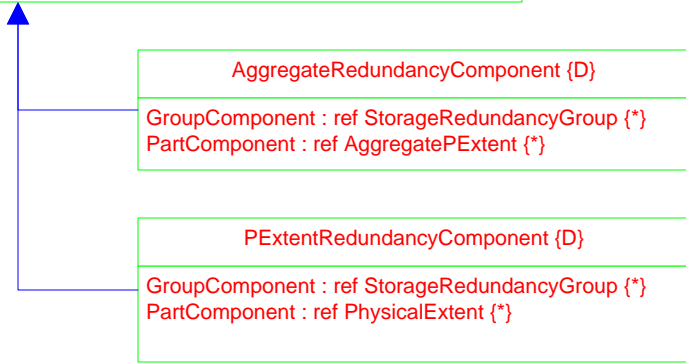 AggregateRedundancyComponent {D}
GroupComponent : ref StorageRedundancyGroup {*}
PartComponent : ref AggregatePExtent {*}
PExtentRedundancyComponent {D}
GroupComponent : ref StorageRedundancyGroup {*}
PartComponent : ref PhysicalExtent {*}